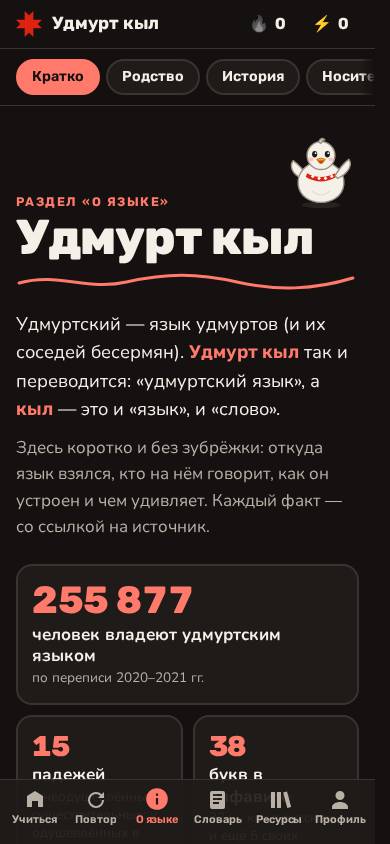 Удмурт кыл
0
0
Кратко
Родство
История
Носите
РАЗДЕЛ «О ЯЗЫКЕ»
Удмурт кыл
Удмуртский — язык удмуртов (и их
соседей бесермян). Удмурт кыл так и
переводится: «удмуртский язык», а
кыл — это и «язык», и «слово».
Здесь коротко и без зубрёжки: откуда
язык взялся, кто на нём говорит, как он
устроен и чем удивляет. Каждый факт —
со ссылкой на источник.
255 877
человек владеют удмуртским
языком
по переписи 2020–2021 гг.
15
падежей
38
букв в
Учиться
Повтор
О языке
Словарь
Ресурсы
Профиль